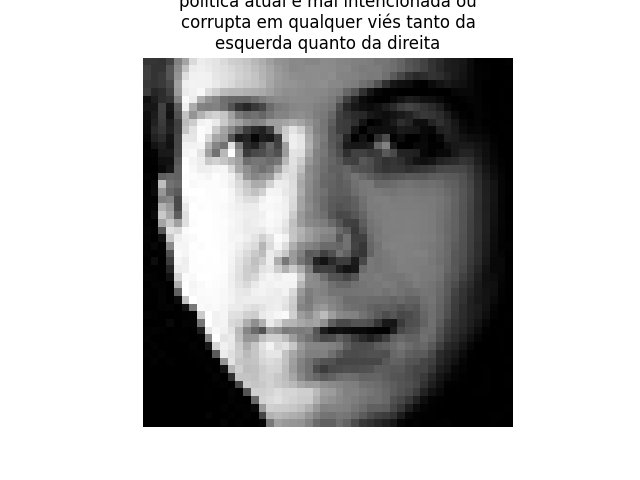 política atual é mal intencionada ou
corrupta em qualquer viés tanto da
esquerda quanto da direita